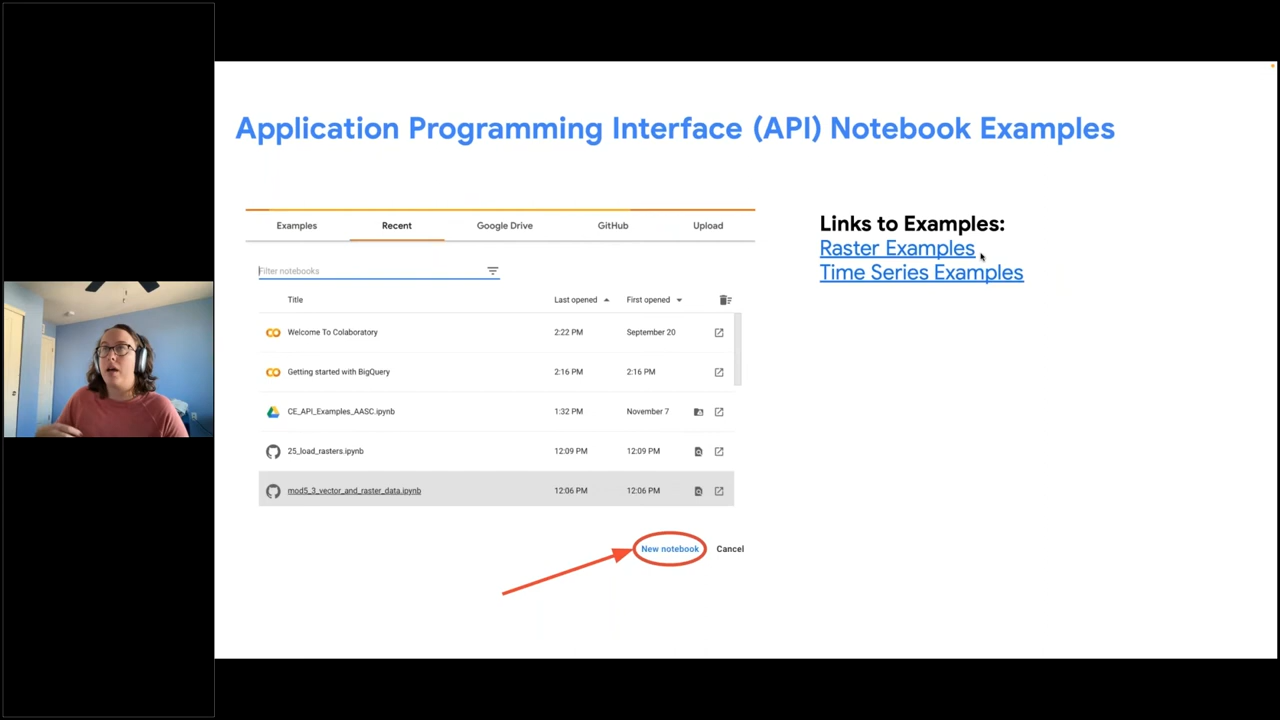 Application Programming Interface (API) Notebook Examples
Examples Recent Google Drive GitHub Upload
Filter notebooks
Title Last opened First opened
Welcome To Colaboratory 2:22 PM September 20
Getting started with BigQuery 2:16 PM 2:16 PM
CE_API_Examples_AASC.ipynb 1:32 PM November 7
25_load_rasters.ipynb 12:09 PM 12:09 PM
mod5_3_vector_and_raster_data.ipynb 12:06 PM 12:06 PM
New notebook Cancel
Links to Examples:
Raster Examples
Time Series Examples